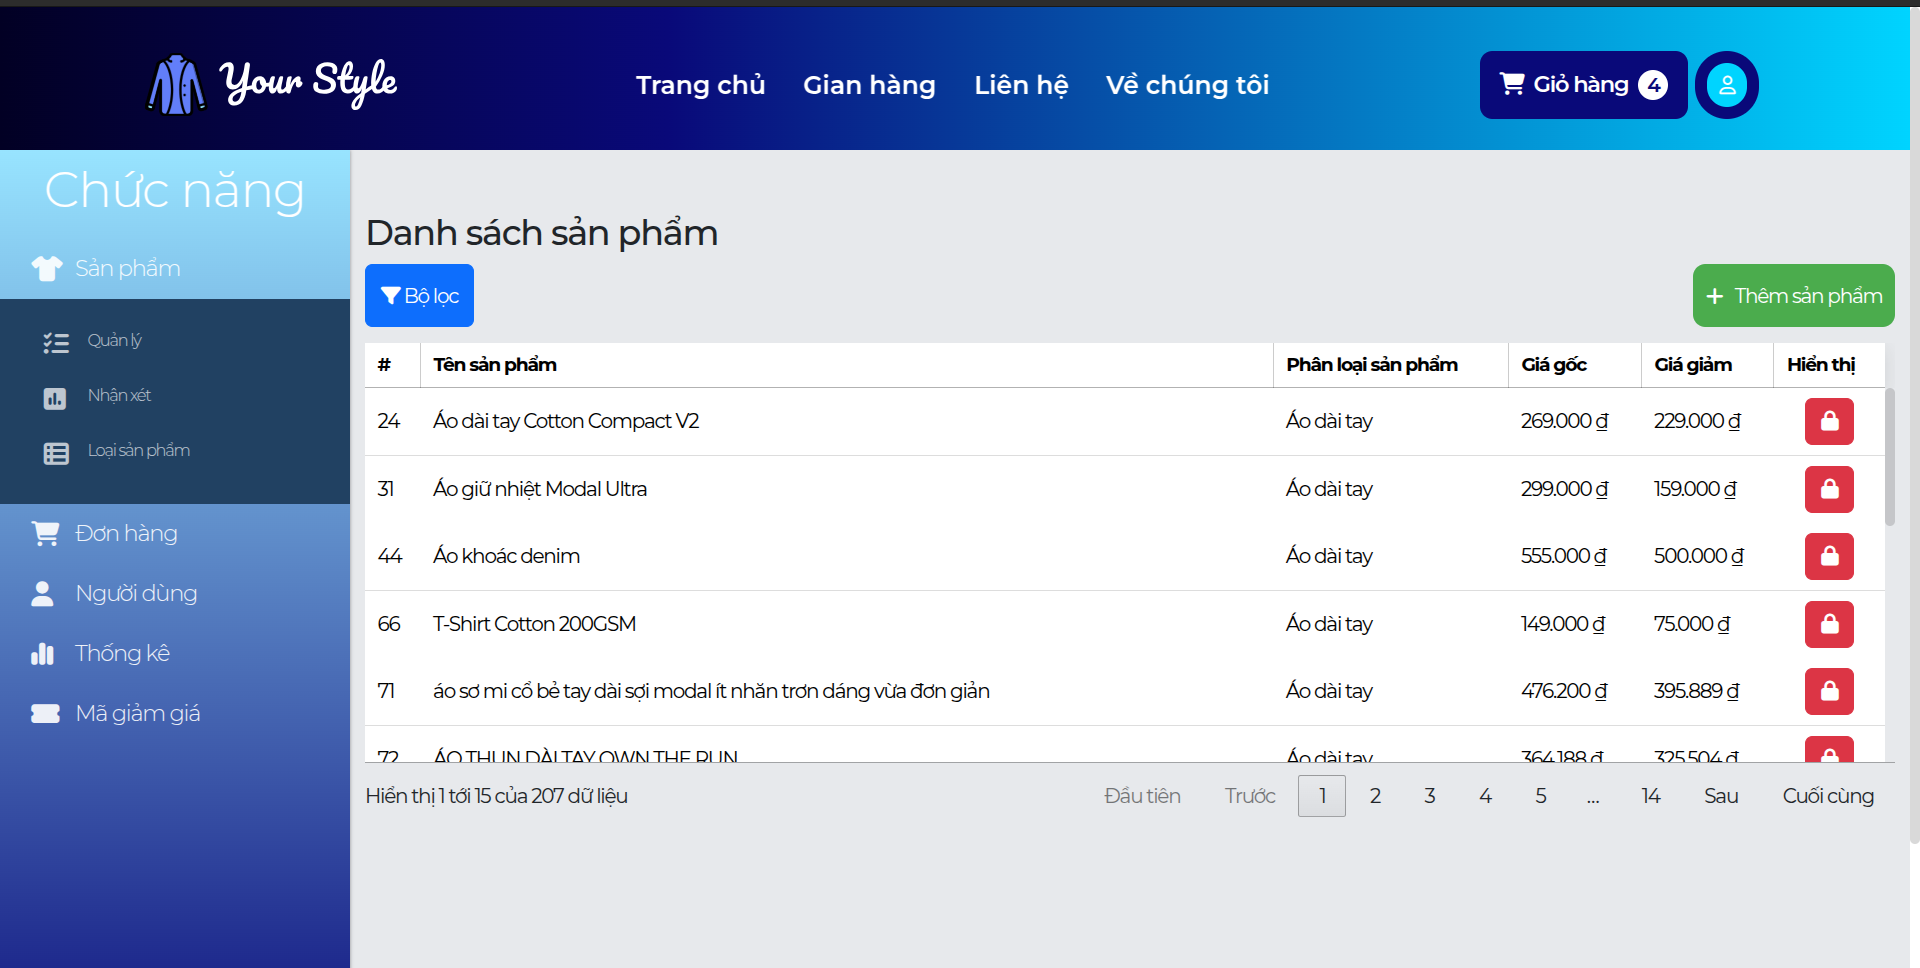 Your Style
Trang chủ Gian hàng Liên hệ Về chúng tôi
Giỏ hàng 4
Chức năng
Sản phẩm
Quản lý
Nhận xét
Loại sản phẩm
Đơn hàng
Người dùng
Thống kê
Mã giảm giá
Danh sách sản phẩm
Bộ lọc
+ Thêm sản phẩm
# Tên sản phẩm Phân loại sản phẩm Giá gốc Giá giảm Hiển thị
24 Áo dài tay Cotton Compact V2 Áo dài tay 269.000 ₫ 229.000 ₫
31 Áo giữ nhiệt Modal Ultra Áo dài tay 299.000 ₫ 159.000 ₫
44 Áo khoác denim Áo dài tay 555.000 ₫ 500.000 ₫
66 T-Shirt Cotton 200GSM Áo dài tay 149.000 ₫ 75.000 ₫
71 áo sơ mi cổ bẻ tay dài sợi modal ít nhăn trơn dáng vừa đơn giản Áo dài tay 476.200 ₫ 395.889 ₫
72 ÁO THUN DÀI TAY OWN THE RUN Áo dài tay 364.188 ₫ 325.504 ₫
Hiển thị 1 tới 15 của 207 dữ liệu
Đầu tiên Trước 1 2 3 4 5 ... 14 Sau Cuối cùng